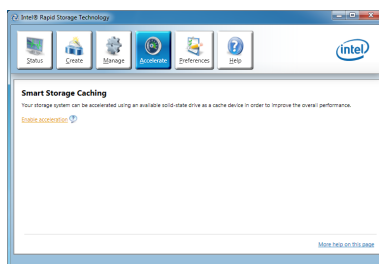 Intel® Rapid Storage Technology
Status Create Manage Accelerate Preferences Help
intel
Smart Storage Caching
Your storage system can be accelerated using an available solid-state drive as a cache device in order to improve the overall performance.
Enable acceleration ?
More help on this page